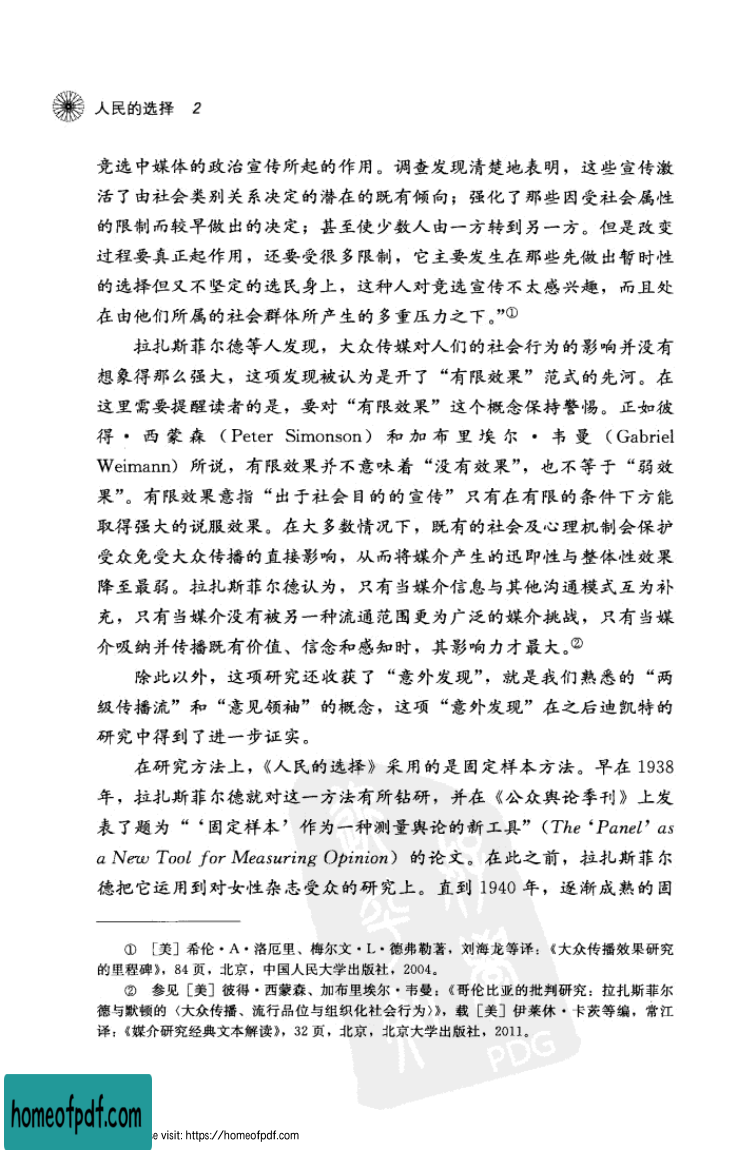 人民的选择 2
竞选中媒体的政治宣传所起的作用。调查发现清楚地表明，这些宣传激
活了由社会类别关系决定的潜在的既有倾向；强化了那些因受社会属性
的限制而较早做出的决定；甚至使少数人由一方转到另一方。但是改变
过程要真正起作用，还要受很多限制，它主要发生在那些先做出暂时性
的选择但又不坚定的选民身上，这种人对竞选宣传不太感兴趣，而且处
在由他们所属的社会群体所产生的多重压力之下。”①
拉扎斯菲尔德等人发现，大众传媒对人们的社会行为的影响并没有
想象得那么强大，这项发现被认为是开了“有限效果”范式的先河。在
这里需要提醒读者的是，要对“有限效果”这个概念保持警惕。正如彼
得·西蒙森（Peter Simonson）和加布里埃尔·韦曼（Gabriel
Weimann）所说，有限效果并不意味着“没有效果”，也不等于“弱效
果”。有限效果意指“出于社会目的的宣传”只有在有限的条件下方能
取得强大的说服效果。在大多数情况下，既有的社会及心理机制会保护
受众免受大众传播的直接影响，从而将媒介产生的迅即性与整体性效果
降至最弱。拉扎斯菲尔德认为，只有当媒介信息与其他沟通模式互为补
充，只有当媒介没有被另一种流通范围更为广泛的媒介挑战，只有当媒
介吸纳并传播既有价值、信念和感知时，其影响力才最大。②
除此以外，这项研究还收获了“意外发现”，就是我们熟悉的“两
级传播流”和“意见领袖”的概念，这项“意外发现”在之后迪凯特的
研究中得到了进一步证实。
在研究方法上，《人民的选择》采用的是固定样本方法。早在 1938
年，拉扎斯菲尔德就对这一方法有所钻研，并在《公众舆论季刊》上发
表了题为“‘固定样本’作为一种测量舆论的新工具”（The ‘Panel’ as
a New Tool for Measuring Opinion）的论文。在此之前，拉扎斯菲尔
德把它运用到对女性杂志受众的研究上。直到 1940 年，逐渐成熟的固
① ［美］希伦·A·洛厄里、梅尔文·L·德弗勒著，刘海龙等译：《大众传播效果研究
的里程碑》，84 页，北京，中国人民大学出版社，2004。
② 参见［美］彼得·西蒙森、加布里埃尔·韦曼：《哥伦比亚的批判研究：拉扎斯菲尔
德与默顿的〈大众传播、流行品位与组织化社会行为〉》，载［美］伊莱休·卡茨等编，常江
译：《媒介研究经典文本解读》，32 页，北京，北京大学出版社，2011。
PDG
homeofpdf.com
se visit: https://homeofpdf.com